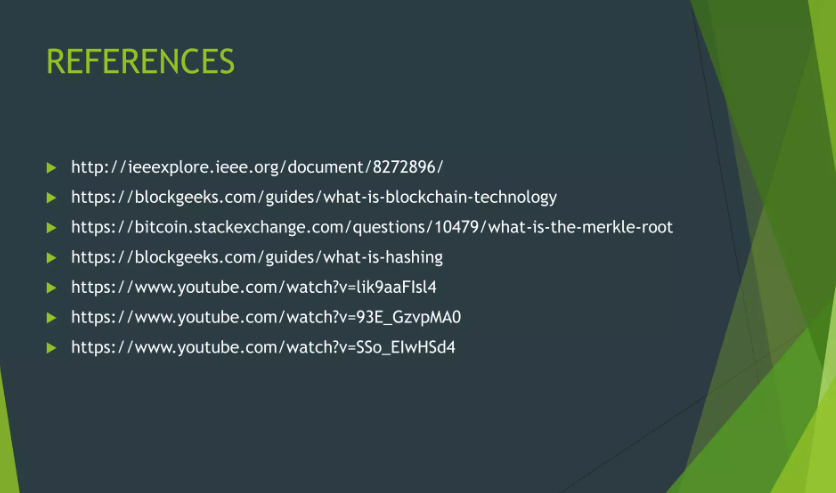 REFERENCES
http://ieeexplore.ieee.org/document/8272896/
https://blockgeeks.com/guides/what-is-blockchain-technology
https://bitcoin.stackexchange.com/questions/10479/what-is-the-merkle-root
https://blockgeeks.com/guides/what-is-hashing
https://www.youtube.com/watch?v=lik9aaFIsl4
https://www.youtube.com/watch?v=93E_GzvpMA0
https://www.youtube.com/watch?v=SSo_EIwHSd4